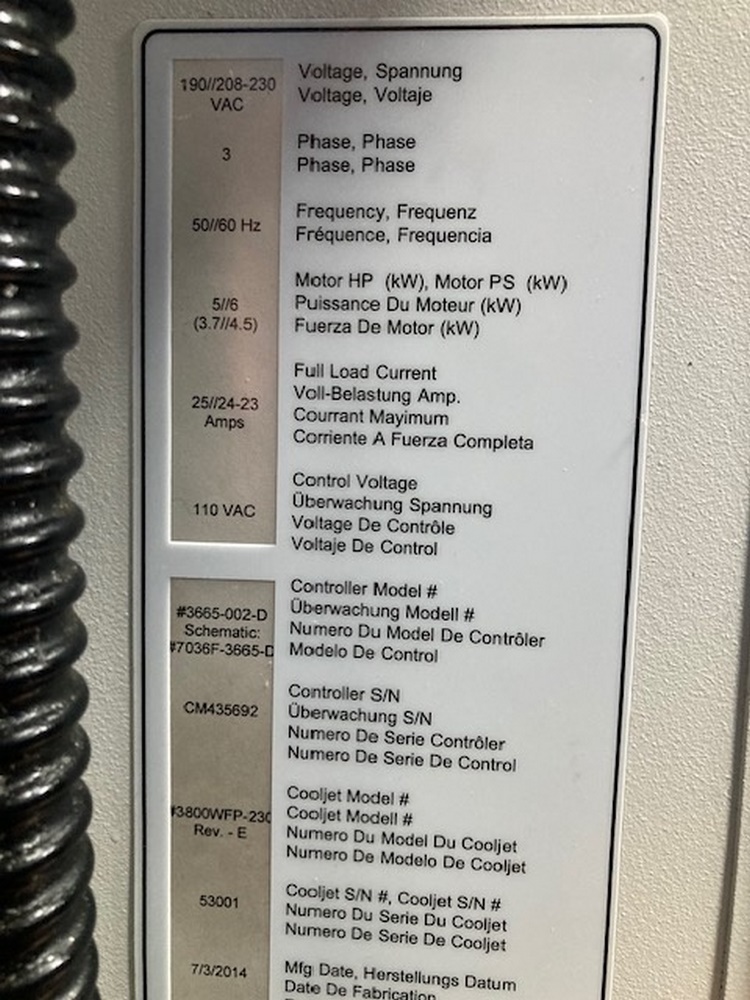 190//208-230
VAC
Voltage, Spannung
Voltage, Voltaje
3
Phase, Phase
Phase, Phase
50//60 Hz
Frequency, Frequenz
Fréquence, Frequencia
5//6
(3.7//4.5)
Motor HP (kW), Motor PS (kW)
Puissance Du Moteur (kW)
Fuerza De Motor (kW)
25//24-23
Amps
Full Load Current
Voll-Belastung Amp.
Courrant Mayimum
Corriente A Fuerza Completa
110 VAC
Control Voltage
Überwachung Spannung
Voltage De Contrôle
Voltaje De Control
#3665-002-D
Schematic:
#7036F-3665-D
Controller Model #
Überwachung Modell #
Numero Du Model De Contrôler
Modelo De Control
CM435692
Controller S/N
Überwachung S/N
Numero De Serie Contrôler
Numero De Serie De Control
#3800WFP-230
Rev. - E
Cooljet Model #
Cooljet Modell #
Numero Du Model Du Cooljet
Numero De Modelo De Cooljet
53001
Cooljet S/N #, Cooljet S/N #
Numero Du Serie Du Cooljet
Numero De Serie De Cooljet
7/3/2014
Mfg Date, Herstellungs Datum
Date De Fabrication